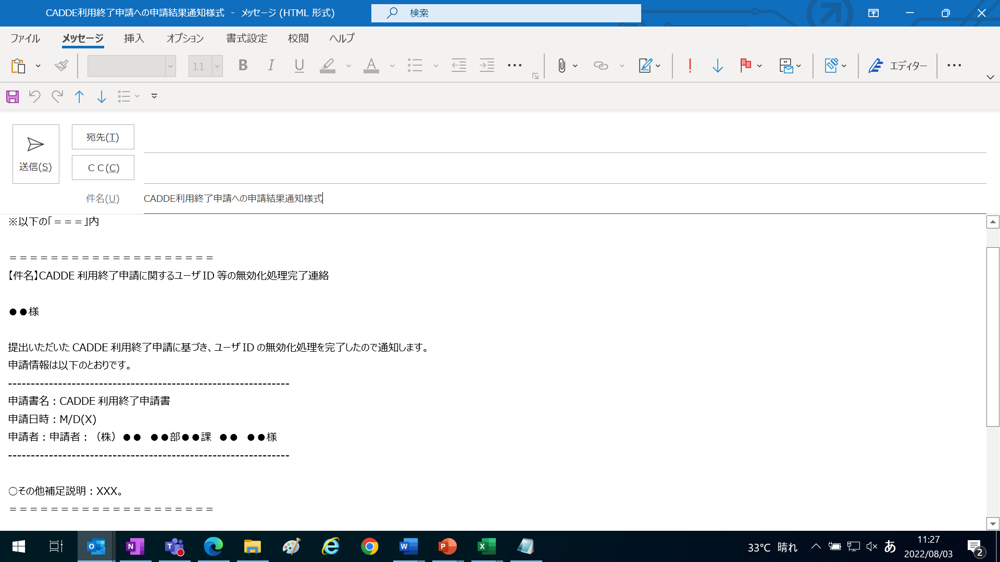 CADDE利用終了申請への申請結果通知様式 - メッセージ (HTML 形式)
検索
ファイル メッセージ 挿入 オプション 書式設定 校閲 ヘルプ
11 B I U A エディター
送信(S)
宛先(T)
ＣＣ(C)
件名(U) CADDE利用終了申請への申請結果通知様式
※以下の「＝＝＝」内
＝＝＝＝＝＝＝＝＝＝＝＝＝＝＝＝＝＝＝＝
【件名】CADDE 利用終了申請に関するユーザ ID 等の無効化処理完了連絡
●●様
提出いただいた CADDE 利用終了申請に基づき、ユーザ ID の無効化処理を完了したので通知します。
申請情報は以下のとおりです。
--------------------------------------------------------------
申請書名：CADDE 利用終了申請書
申請日時：M/D(X)
申請者：申請者：（株）●● ●●部●●課 ●● ●●様
--------------------------------------------------------------
○その他補足説明：XXX。
＝＝＝＝＝＝＝＝＝＝＝＝＝＝＝＝＝＝＝＝
33°C 晴れ あ 11:27
2022/08/03
2